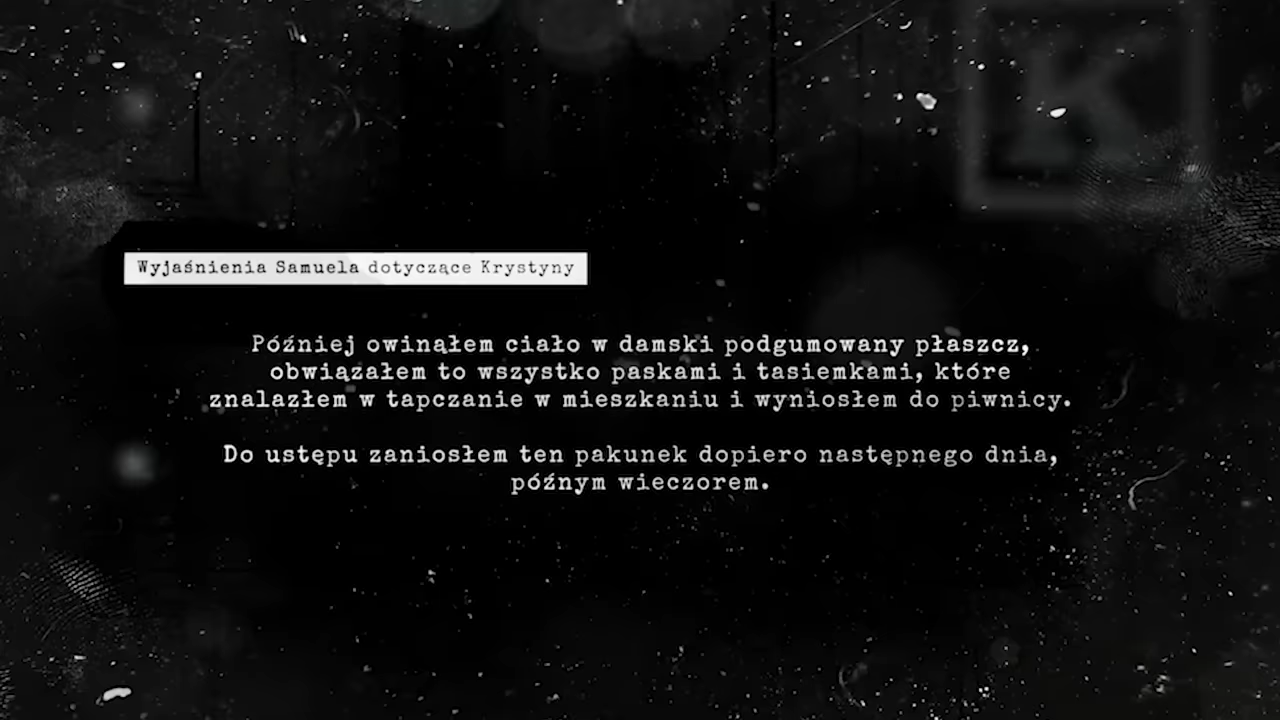 K
Wyjaśnienia Samuela dotyczące Krystyny
Później owinąłem ciało w damski podgumowany płaszcz,
obwiązałem to wszystko paskami i tasiemkami, które
znalazłem w tapczanie w mieszkaniu i wyniosłem do piwnicy.
Do ustępu zaniosłem ten pakunek dopiero następnego dnia,
późnym wieczorem.